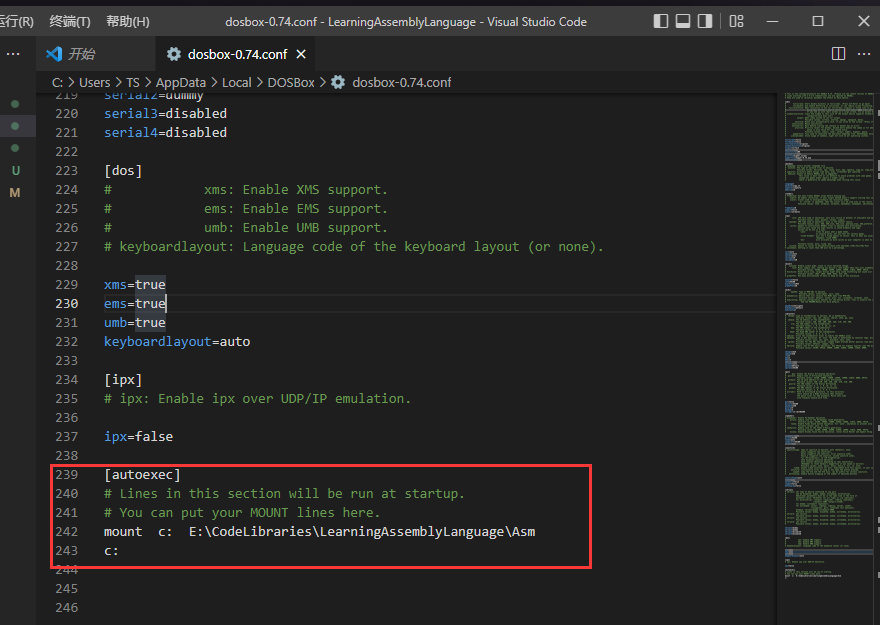 运行(R) 终端(T) 帮助(H) dosbox-0.74.conf - LearningAssemblyLanguage - Visual Studio Code
开始 dosbox-0.74.conf
C: > Users > TS > AppData > Local > DOSBox > dosbox-0.74.conf
219 serial2=dummy
220 serial3=disabled
221 serial4=disabled
222
223 [dos]
224 # xms: Enable XMS support.
225 # ems: Enable EMS support.
226 # umb: Enable UMB support.
227 # keyboardlayout: Language code of the keyboard layout (or none).
228
229 xms=true
230 ems=true
231 umb=true
232 keyboardlayout=auto
233
234 [ipx]
235 # ipx: Enable ipx over UDP/IP emulation.
236
237 ipx=false
238
239 [autoexec]
240 # Lines in this section will be run at startup.
241 # You can put your MOUNT lines here.
242 mount  c:  E:\CodeLibraries\LearningAssemblyLanguage\Asm
243 c:
244
245
246
U
M